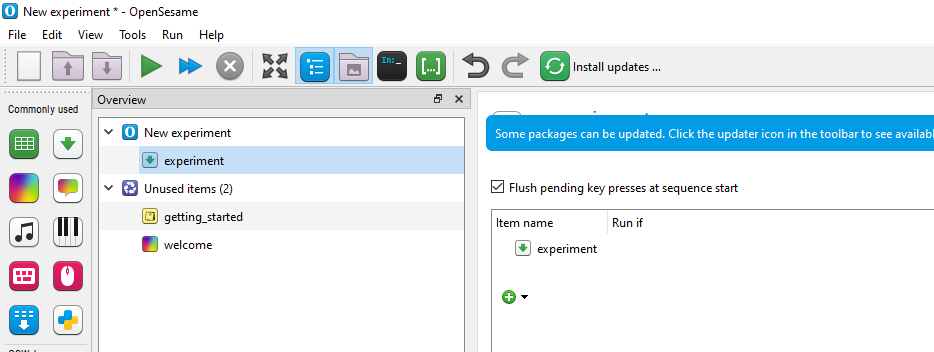 New experiment * - OpenSesame
File Edit View Tools Run Help
In:_
[...]
Install updates ...
Commonly used
Overview
New experiment
experiment
Unused items (2)
getting_started
welcome
Some packages can be updated. Click the updater icon in the toolbar to see availab
Flush pending key presses at sequence start
Item name Run if
experiment